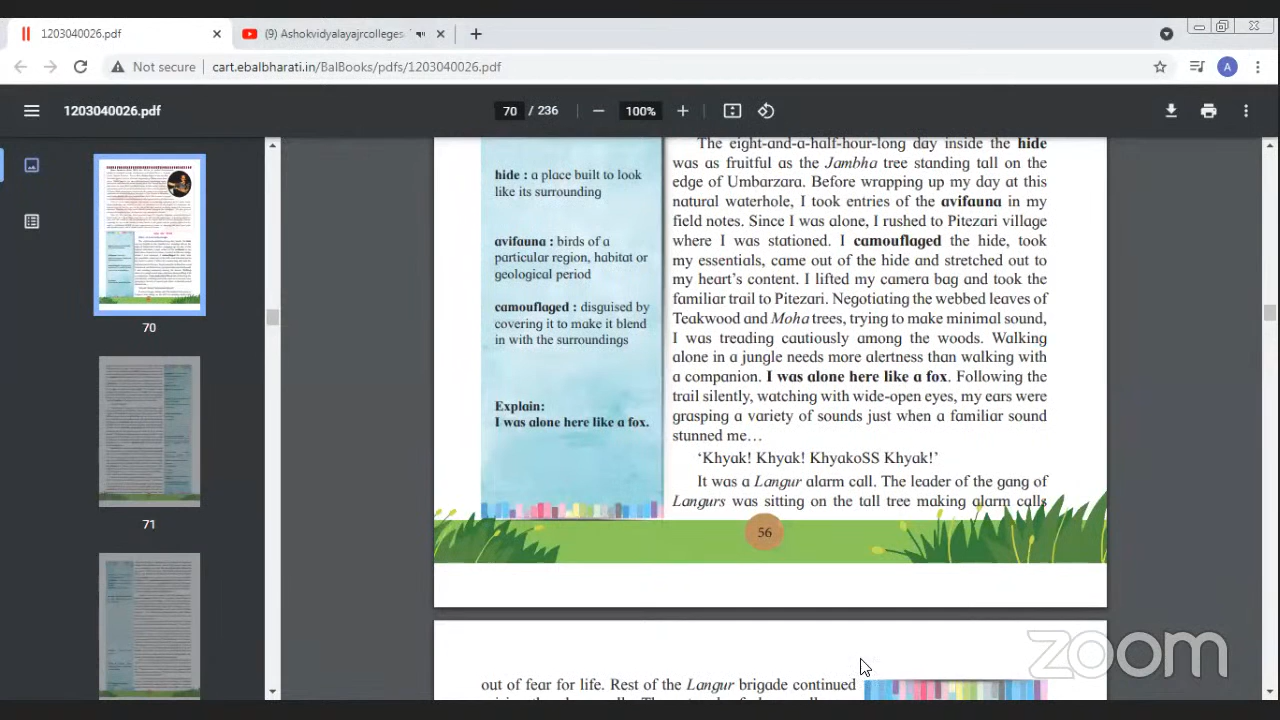 1203040026.pdf
(9) Ashokvidyalayajrcolleges
Not secure
cart.ebalbharati.in/BalBooks/pdfs/1203040026.pdf
A
1203040026.pdf
70 / 236
100%
70
71
hide : a place built to look
like its surrounding
avifauna : birds of a
particular region, habitat or
geological period
camouflaged : disguised by
covering it to make it blend
in with the surroundings
Explain:
I was alone here like a fox.
The eight-and-a-half-hour-long day inside the hide
was as fruitful as the Jambha tree standing tall on the
edge of Umbarzara. Before wrapping up my day at this
natural waterhole, I took entries of the avifauna in my
field notes. Since I was alone, I rushed to Pitezari village
where I was stationed. I camouflaged the hide, took
my essentials, came out of the hide and stretched out to
my heart's content. I lift my camera bag and took the
familiar trail to Pitezari. Negotiating the webbed leaves of
Teakwood and Moha trees, trying to make minimal sound,
I was treading cautiously among the woods. Walking
alone in a jungle needs more alertness than walking with
a companion. I was alone here like a fox. Following the
trail silently, watching with wide-open eyes, my ears were
grasping a variety of sounds just when a familiar sound
stunned me…
‘Khyak! Khyak! KhyakoSS Khyak!’
It was a Langur alarm call. The leader of the gang of
Langurs was sitting on the tall tree making alarm calls
56
out of fear for life. Rest of the Langur brigade continued
zoom